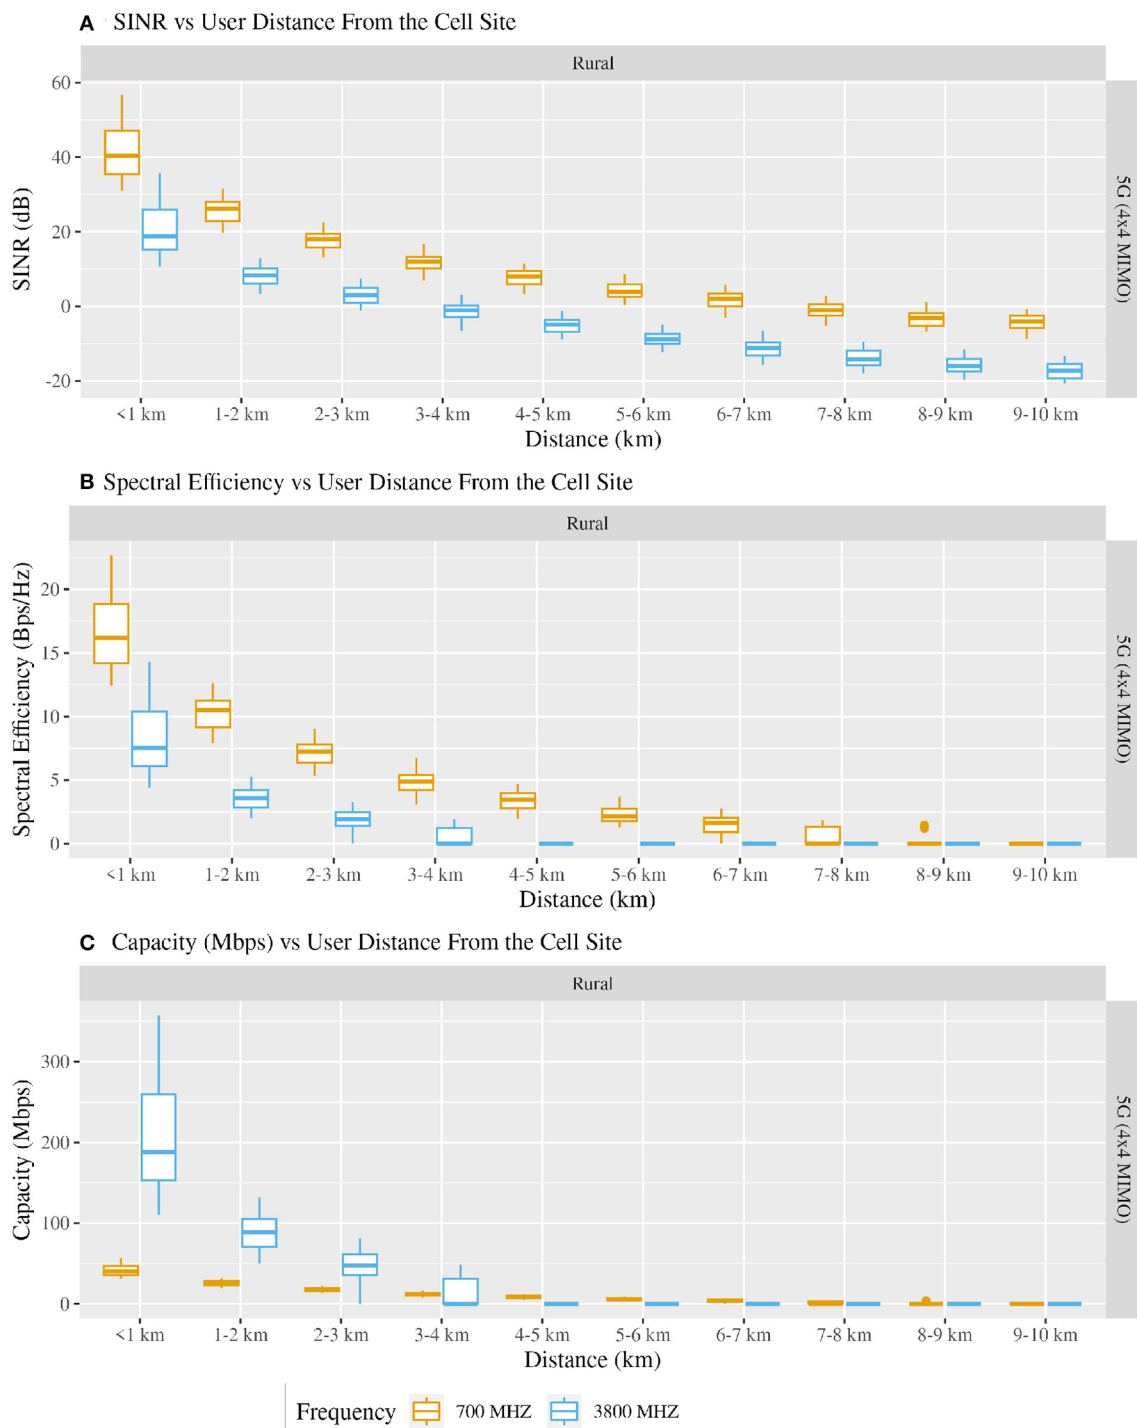 A SINR vs User Distance From the Cell Site
Rural
60
40
20
0
-20
SINR (dB)
5G (4x4 MIMO)
<1 km 1-2 km 2-3 km 3-4 km 4-5 km 5-6 km 6-7 km 7-8 km 8-9 km 9-10 km
Distance (km)
B Spectral Efficiency vs User Distance From the Cell Site
Rural
20
15
10
5
0
Spectral Efficiency (Bps/Hz)
5G (4x4 MIMO)
<1 km 1-2 km 2-3 km 3-4 km 4-5 km 5-6 km 6-7 km 7-8 km 8-9 km 9-10 km
Distance (km)
C Capacity (Mbps) vs User Distance From the Cell Site
Rural
300
200
100
0
Capacity (Mbps)
5G (4x4 MIMO)
<1 km 1-2 km 2-3 km 3-4 km 4-5 km 5-6 km 6-7 km 7-8 km 8-9 km 9-10 km
Distance (km)
Frequency 700 MHZ 3800 MHZ